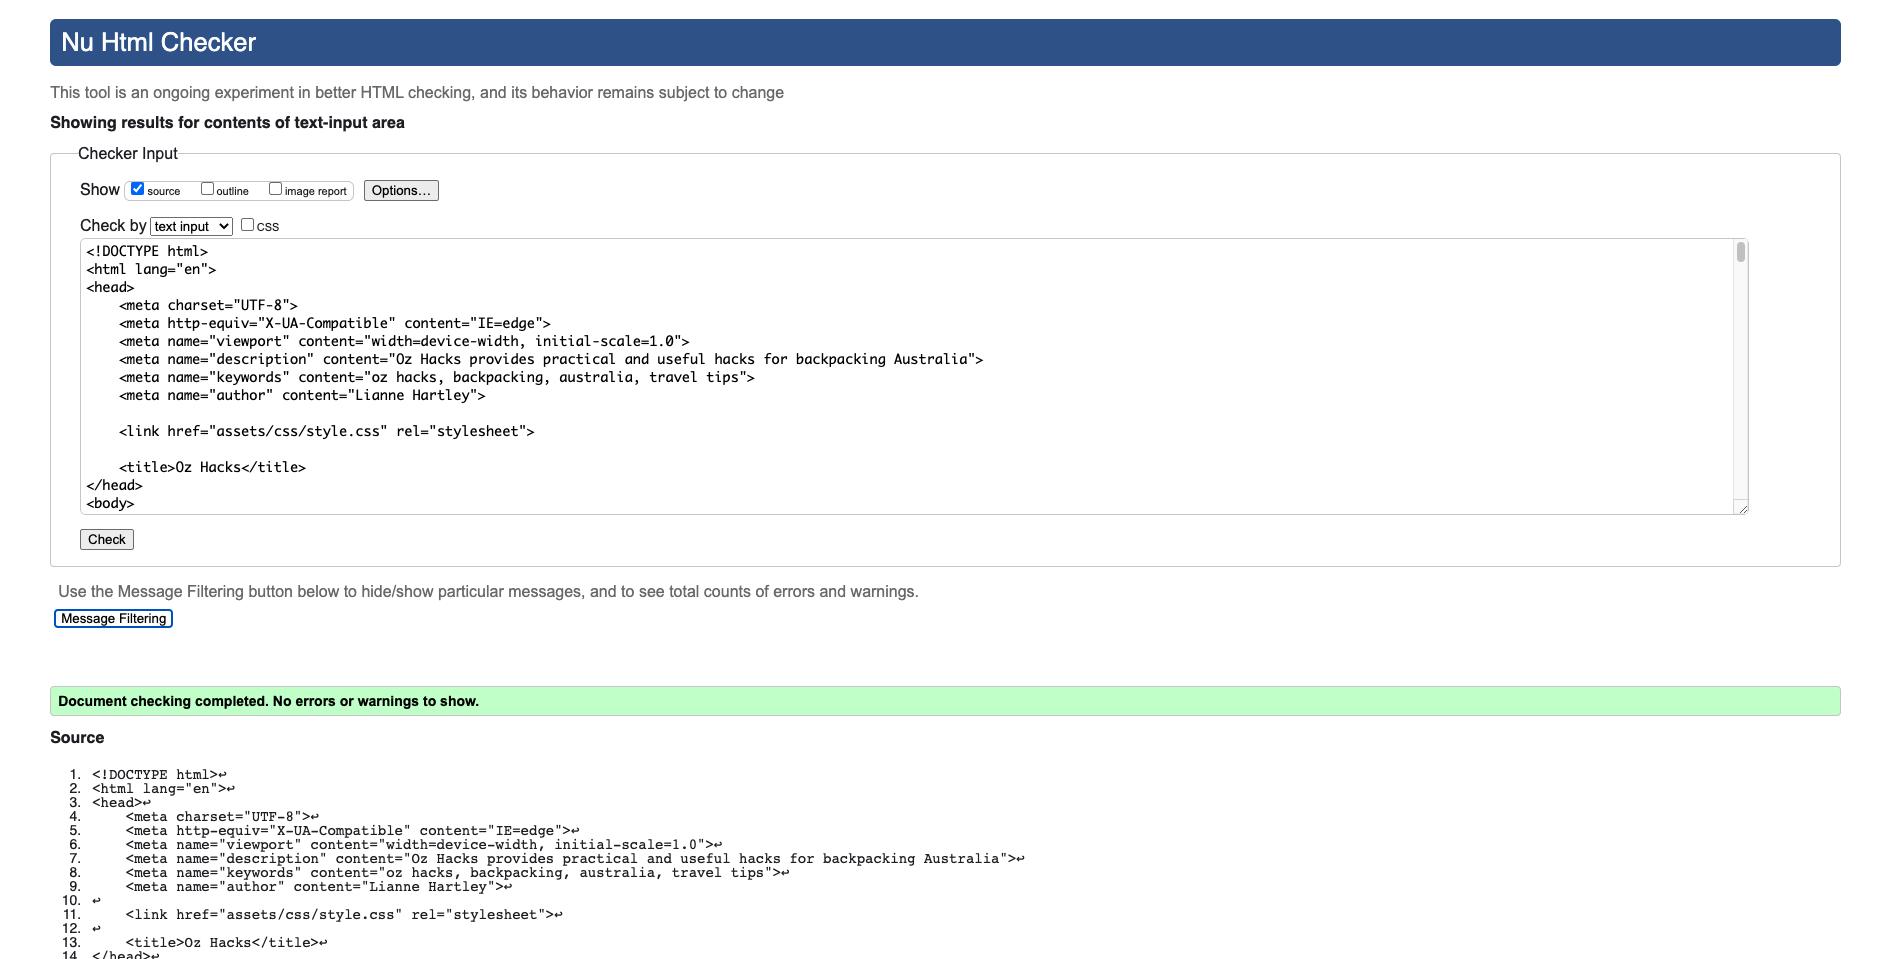 Nu Html Checker
This tool is an ongoing experiment in better HTML checking, and its behavior remains subject to change
Showing results for contents of text-input area
Checker Input
Show source outline image report Options...
Check by text input CSS
<!DOCTYPE html>
<html lang="en">
<head>
    <meta charset="UTF-8">
    <meta http-equiv="X-UA-Compatible" content="IE=edge">
    <meta name="viewport" content="width=device-width, initial-scale=1.0">
    <meta name="description" content="Oz Hacks provides practical and useful hacks for backpacking Australia">
    <meta name="keywords" content="oz hacks, backpacking, australia, travel tips">
    <meta name="author" content="Lianne Hartley">
    <link href="assets/css/style.css" rel="stylesheet">
    <title>Oz Hacks</title>
</head>
<body>
Check
Use the Message Filtering button below to hide/show particular messages, and to see total counts of errors and warnings.
Message Filtering
Document checking completed. No errors or warnings to show.
Source
1. <!DOCTYPE html>↩
2. <html lang="en">↩
3. <head>↩
4.     <meta charset="UTF-8">↩
5.     <meta http-equiv="X-UA-Compatible" content="IE=edge">↩
6.     <meta name="viewport" content="width=device-width, initial-scale=1.0">↩
7.     <meta name="description" content="Oz Hacks provides practical and useful hacks for backpacking Australia">↩
8.     <meta name="keywords" content="oz hacks, backpacking, australia, travel tips">↩
9.     <meta name="author" content="Lianne Hartley">↩
10. ↩
11.     <link href="assets/css/style.css" rel="stylesheet">↩
12. ↩
13.     <title>Oz Hacks</title>↩
14. </head>↩